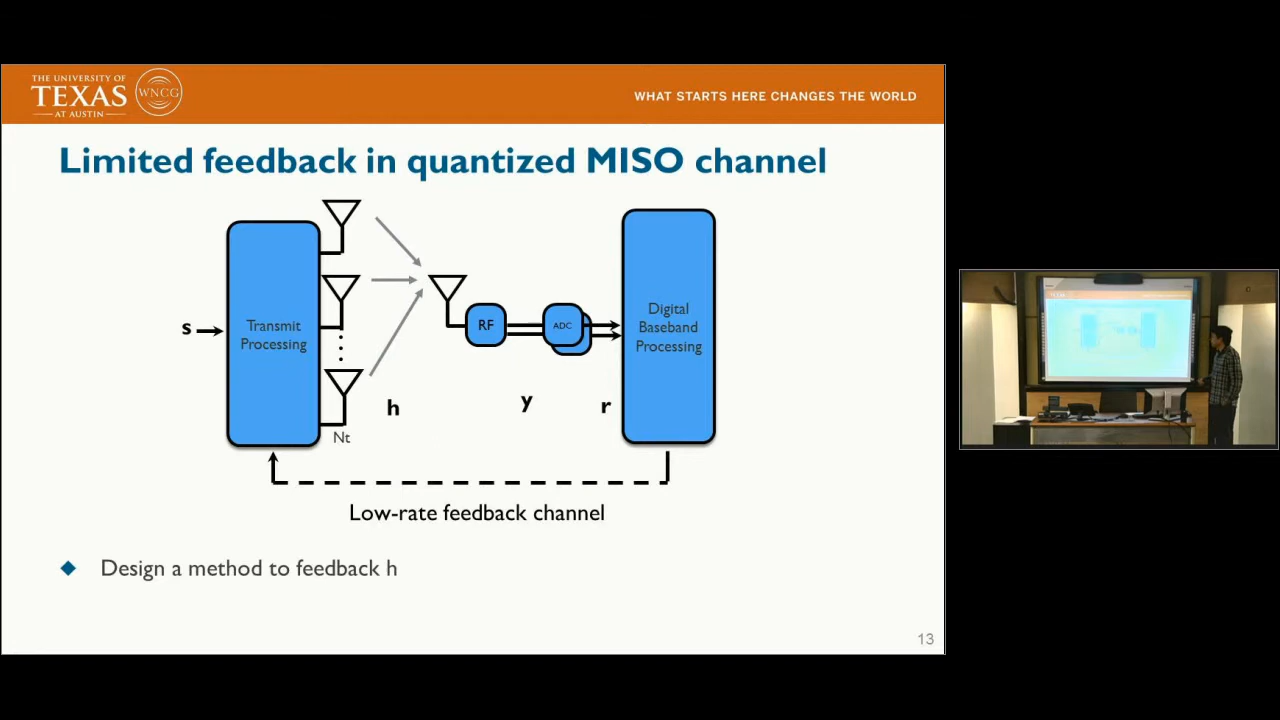 THE UNIVERSITY OF
TEXAS
AT AUSTIN
WNCG
WHAT STARTS HERE CHANGES THE WORLD
Limited feedback in quantized MISO channel
s
Transmit
Processing
Nt
h
RF
ADC
y
r
Digital
Baseband
Processing
Low-rate feedback channel
Design a method to feedback h
13